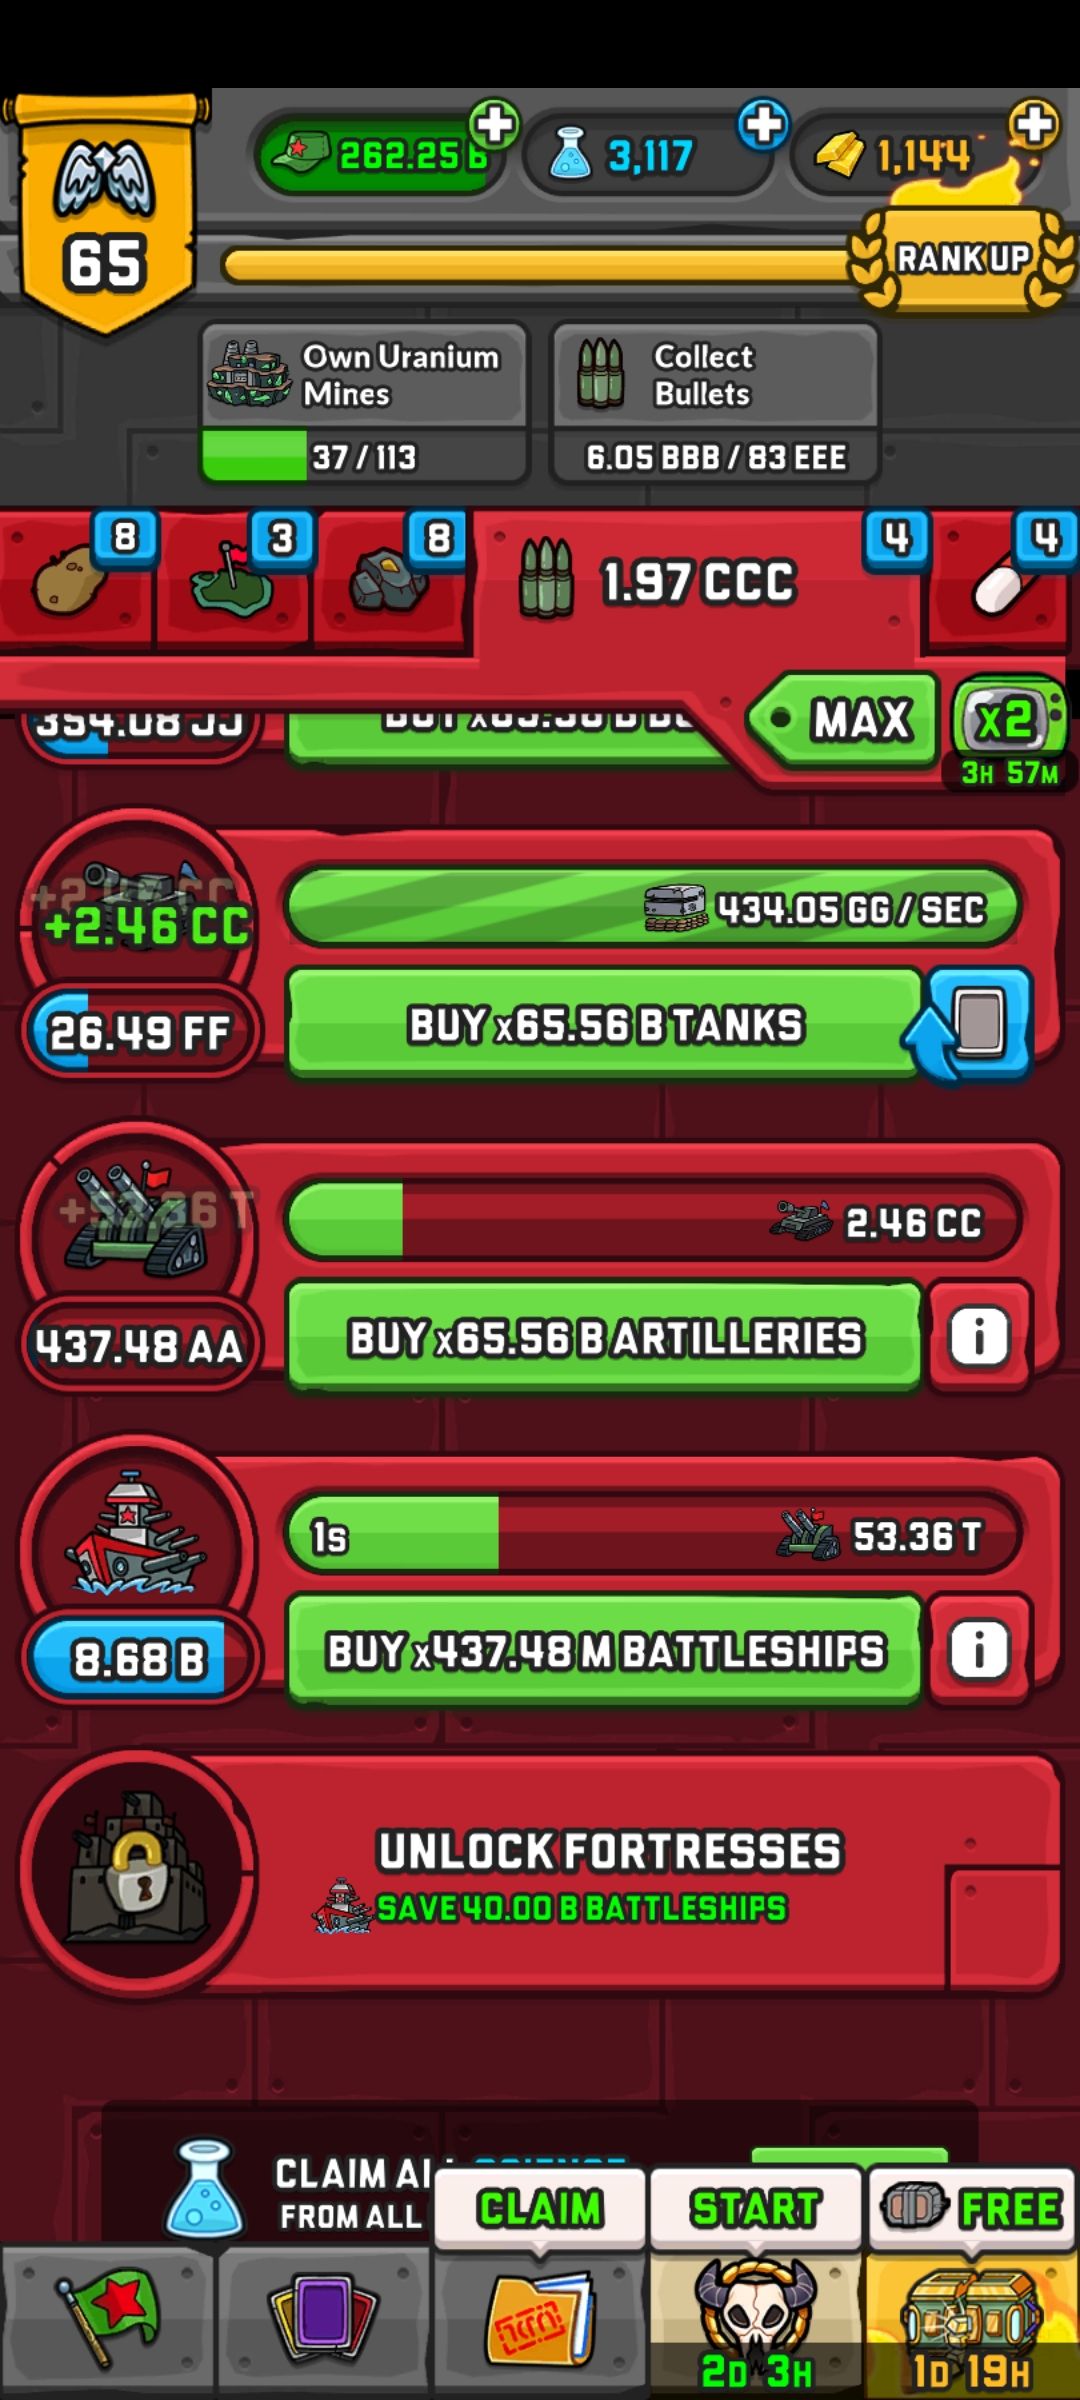 262.25 B
3,117
1,144
65
RANK UP
Own Uranium
Mines
37 / 113
Collect
Bullets
6.05 BBB / 83 EEE
8
3
8
1.97 CCC
4
4
MAX
x2
3H 57M
354.08 JJ
+2.46 CC
434.05 GG / SEC
26.49 FF
BUY x65.56 B TANKS
2.46 CC
437.48 AA
BUY x65.56 B ARTILLERIES
i
1s
53.36 T
8.68 B
BUY x437.48 M BATTLESHIPS
i
UNLOCK FORTRESSES
SAVE 40.00 B BATTLESHIPS
CLAIM
FROM ALL
CLAIM
START
FREE
2D 3H
1D 19H